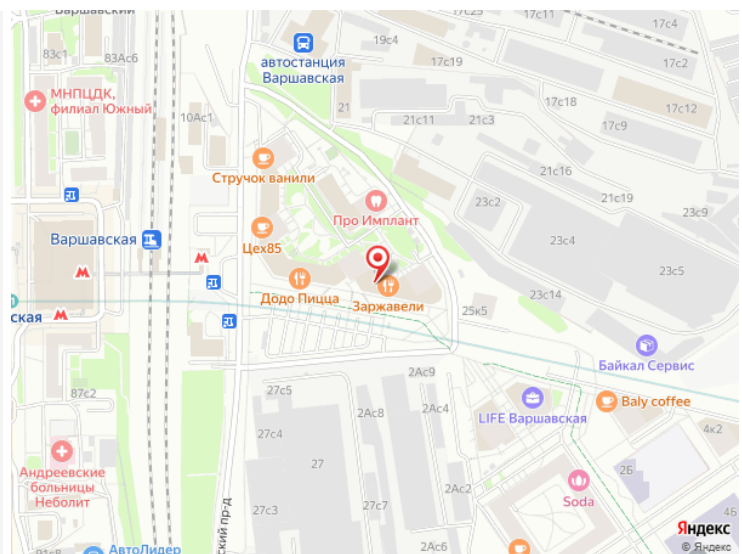 Варшавский
17с25
17с
83с1
83Ас6
19с4
17с19
17с2
автостанция
Варшавская
МНПЦДК,
филиал Южный
10Ас1
21
21с11
21с3
17с18
17с12
17с9
Стручок ванили
21с16
21с19
23с2
23с9
Про Имплант
Варшавская
Цех85
23с4
23с5
Додо Пицца
Заржавели
23с14
25к5
ская
Байкал Сервис
87с2
27с5
2Ас9
2Ас8
2Ас4
LIFE Варшавская
Baly coffee
27с4
4к2
Андреевские
больницы
Неболит
27
2Ас2
2Б
27с7
Soda
27с3
ский пр-д
АвтоЛидер
91с8
2Ас6
Яндекс
© Яндекс